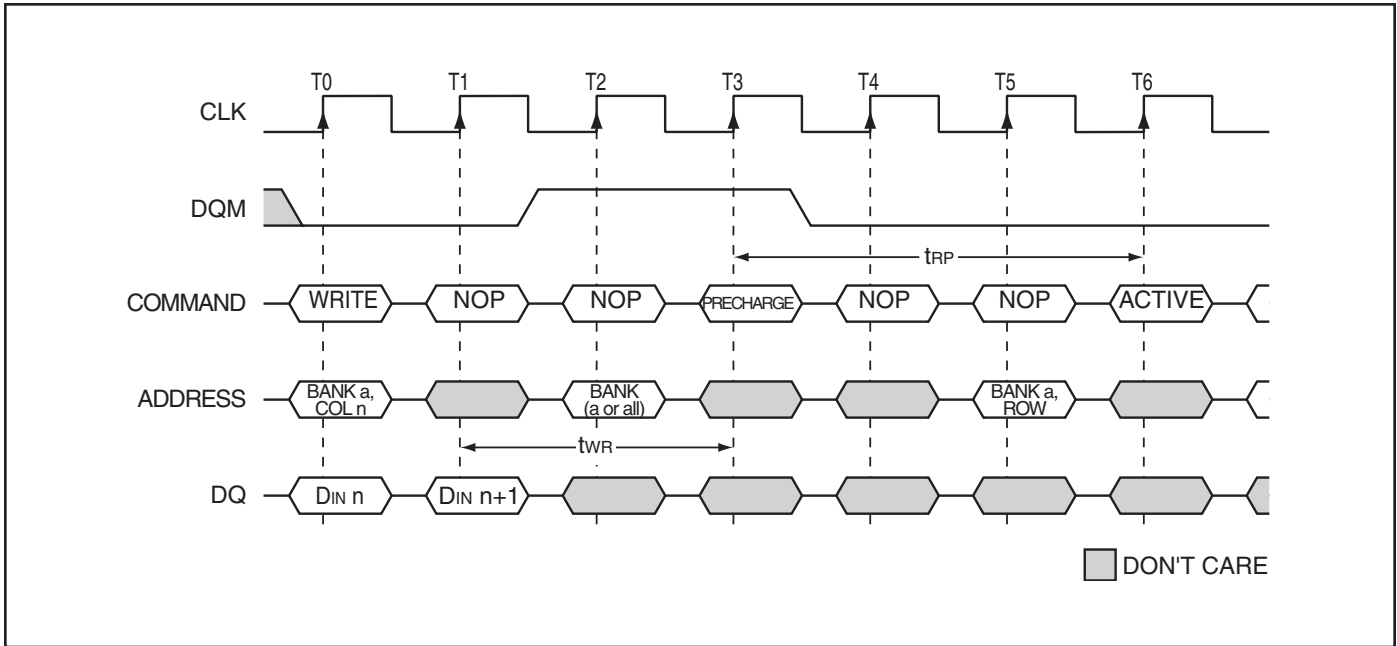 T0 T1 T2 T3 T4 T5 T6
CLK
DQM
tRP
COMMAND WRITE NOP NOP PRECHARGE NOP NOP ACTIVE
ADDRESS BANK a, COL n BANK (a or all) BANK a, ROW
tWR
DQ DIN n DIN n+1
DON'T CARE